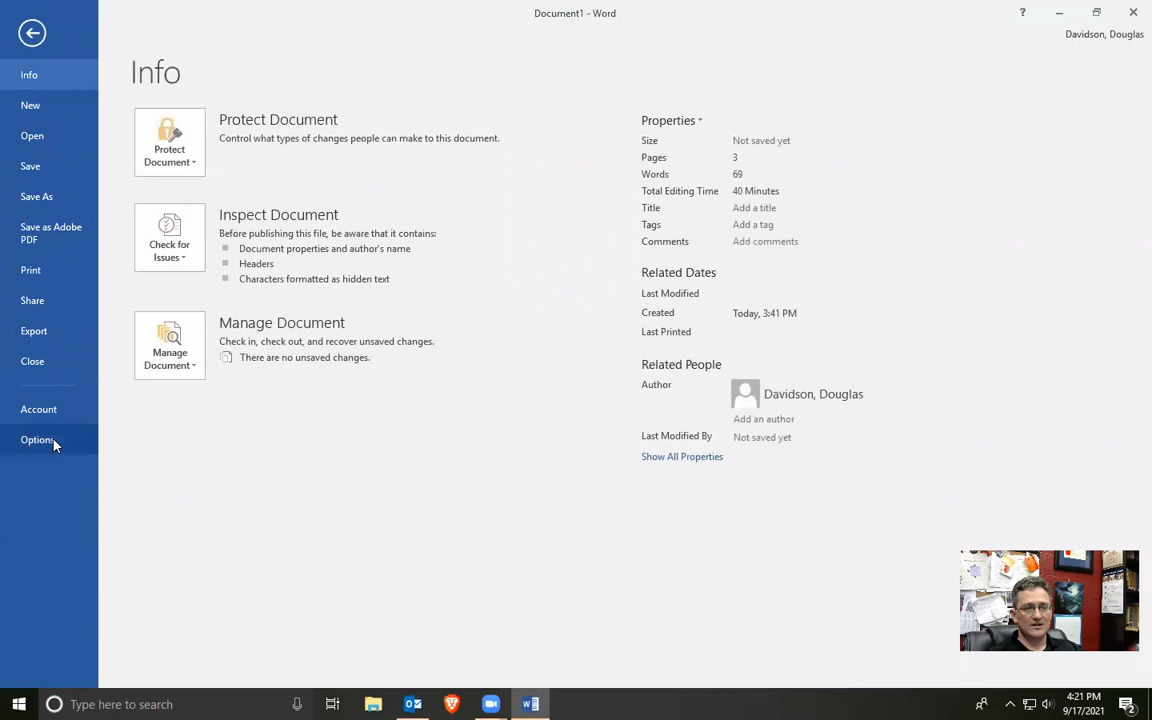 Document1 - Word
?
Davidson, Douglas
Info
New
Open
Save
Save As
Save as Adobe
PDF
Print
Share
Export
Close
Account
Options
Info
Protect
Document
Protect Document
Control what types of changes people can make to this document.
Check for
Issues
Inspect Document
Before publishing this file, be aware that it contains:
Document properties and author's name
Headers
Characters formatted as hidden text
Manage
Document
Manage Document
Check in, check out, and recover unsaved changes.
There are no unsaved changes.
Properties
Size Not saved yet
Pages 3
Words 69
Total Editing Time 40 Minutes
Title Add a title
Tags Add a tag
Comments Add comments
Related Dates
Last Modified
Created Today, 3:41 PM
Last Printed
Related People
Author Davidson, Douglas
Add an author
Last Modified By Not saved yet
Show All Properties
Type here to search
4:21 PM
9/17/2021
2